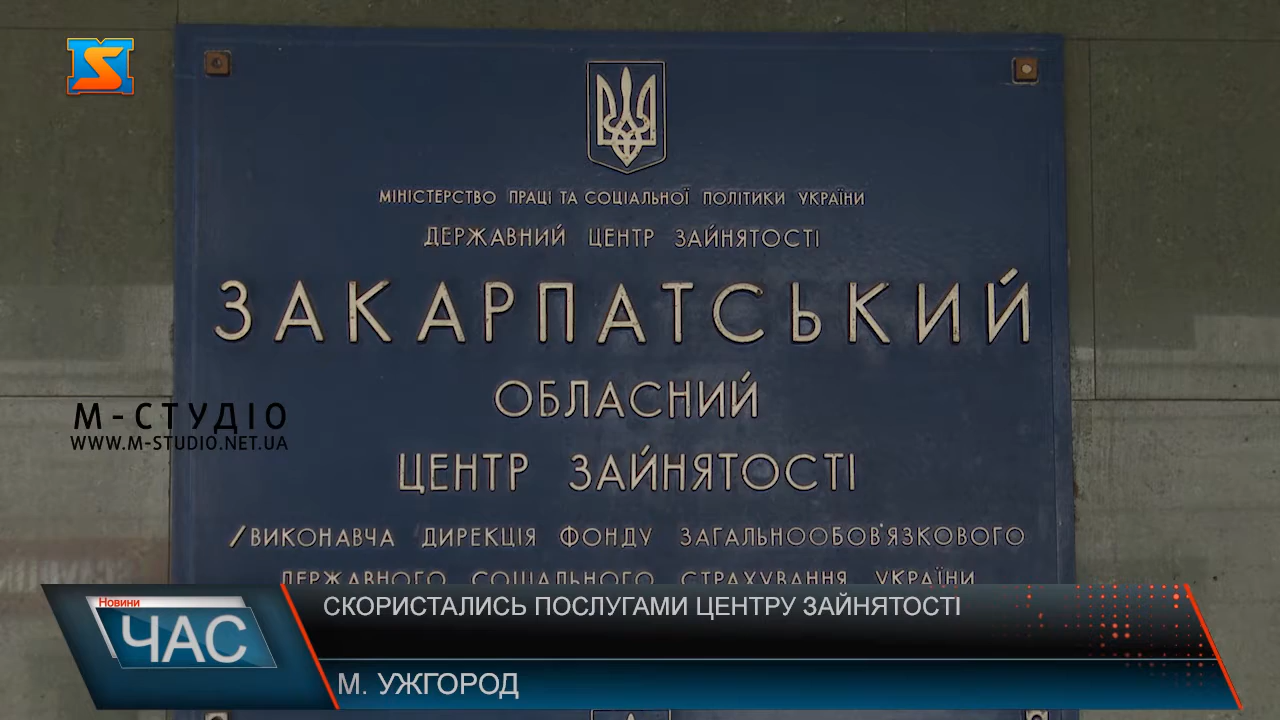 МІНІСТЕРСТВО ПРАЦІ ТА СОЦІАЛЬНОЇ ПОЛІТИКИ УКРАЇНИ
ДЕРЖАВНИЙ ЦЕНТР ЗАЙНЯТОСТІ
ЗАКАРПАТСЬКИЙ
ОБЛАСНИЙ
ЦЕНТР ЗАЙНЯТОСТІ
/ВИКОНАВЧА ДИРЕКЦІЯ ФОНДУ ЗАГАЛЬНООБОВ'ЯЗКОВОГО
ДЕРЖАВНОГО СОЦІАЛЬНОГО СТРАХУВАННЯ УКРАЇНИ
М-СТУДІО
WWW.M-STUDIO.NET.UA
Новини
ЧАС
СКОРИСТАЛИСЬ ПОСЛУГАМИ ЦЕНТРУ ЗАЙНЯТОСТІ
М. УЖГОРОД